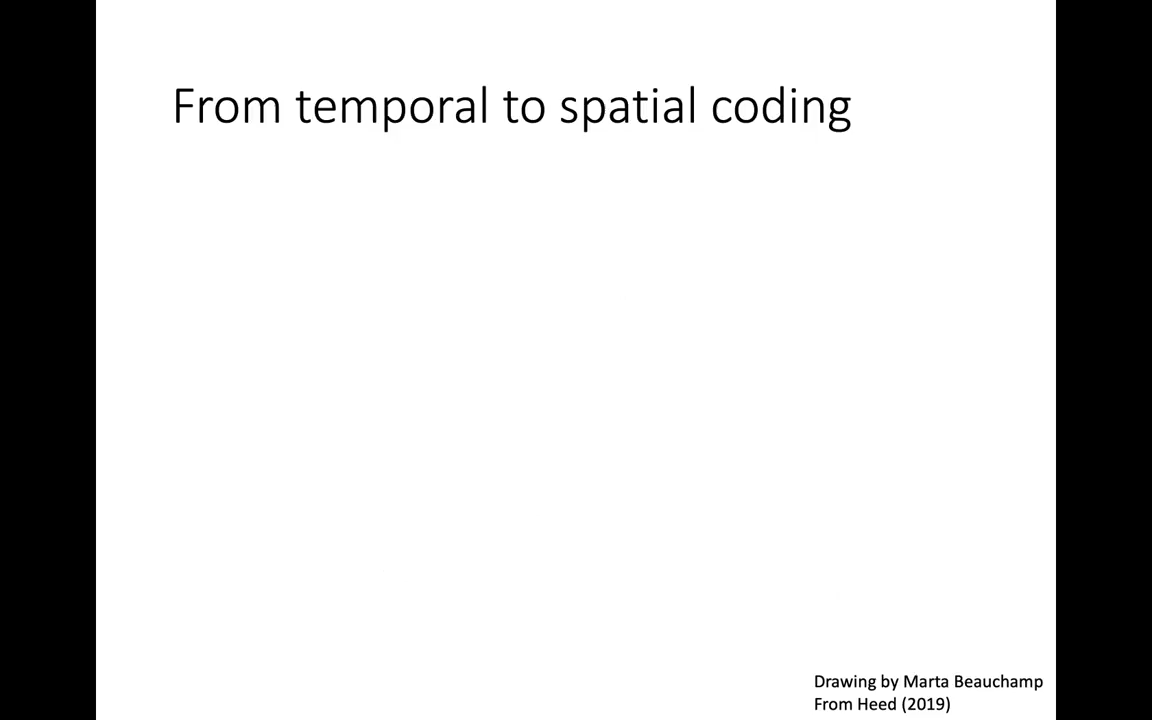 From temporal to spatial coding
Drawing by Marta Beauchamp
From Heed (2019)